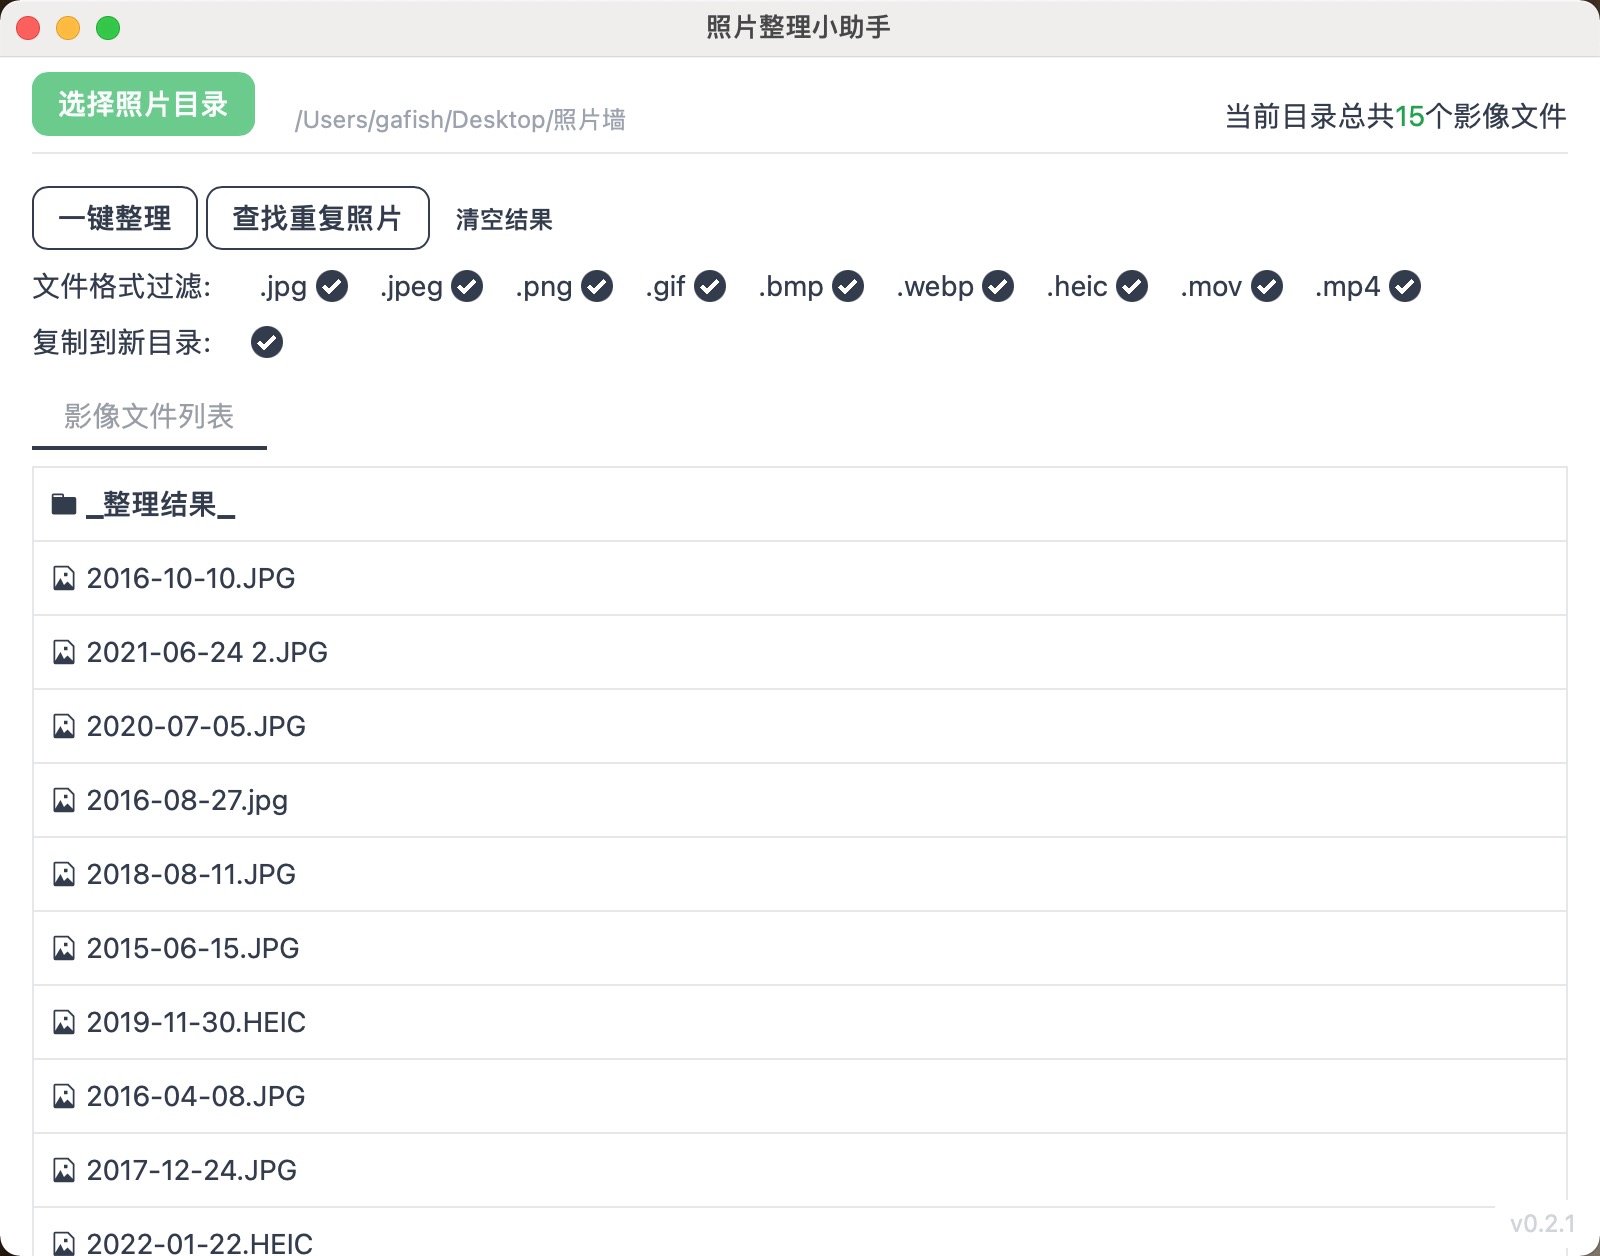 照片整理小助手
选择照片目录 /Users/gafish/Desktop/照片墙 当前目录总共15个影像文件
一键整理 查找重复照片 清空结果
文件格式过滤: .jpg .jpeg .png .gif .bmp .webp .heic .mov .mp4
复制到新目录:
影像文件列表
_整理结果_
2016-10-10.JPG
2021-06-24 2.JPG
2020-07-05.JPG
2016-08-27.jpg
2018-08-11.JPG
2015-06-15.JPG
2019-11-30.HEIC
2016-04-08.JPG
2017-12-24.JPG
2022-01-22.HEIC
v0.2.1